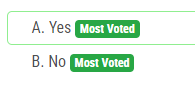 A. Yes Most Voted
B. No Most Voted